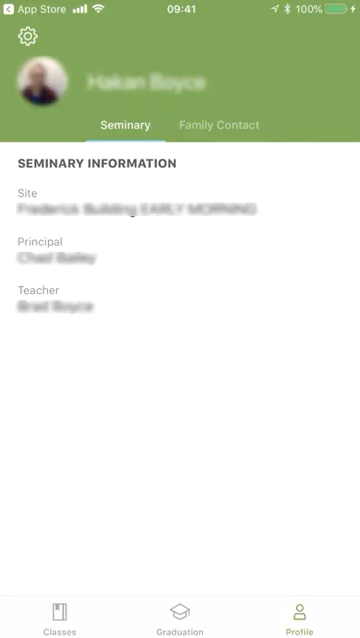 App Store
09:41
100%
Seminary
Family Contact
SEMINARY INFORMATION
Site
Principal
Teacher
Classes
Graduation
Profile